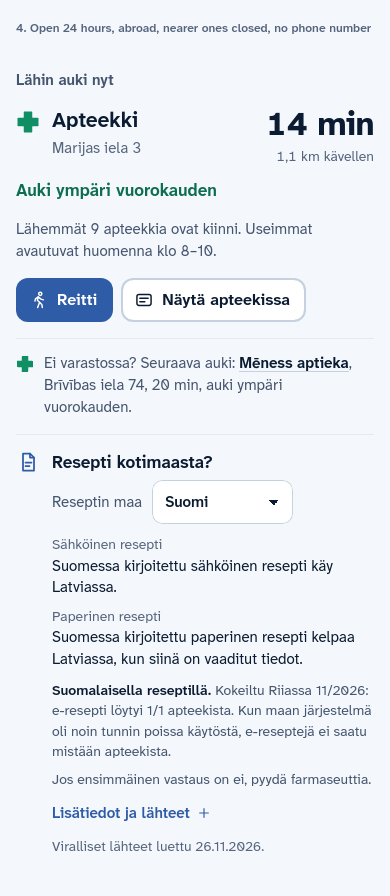 4. Open 24 hours, abroad, nearer ones closed, no phone number
Lähin auki nyt
Apteekki
14 min
Marijas iela 3
1,1 km kävellen
Auki ympäri vuorokauden
Lähemmät 9 apteekkia ovat kiinni. Useimmat
avautuvat huomenna klo 8–10.
Reitti
Näytä apteekissa
Ei varastossa? Seuraava auki: Mēness aptieka,
Brīvības iela 74, 20 min, auki ympäri
vuorokauden.
Resepti kotimaasta?
Reseptin maa
Suomi
Sähköinen resepti
Suomessa kirjoitettu sähköinen resepti käy
Latviassa.
Paperinen resepti
Suomessa kirjoitettu paperinen resepti kelpaa
Latviassa, kun siinä on vaaditut tiedot.
Suomalaisella reseptillä. Kokeiltu Riiassa 11/2026:
e-resepti löytyi 1/1 apteekista. Kun maan järjestelmä
oli noin tunnin poissa käytöstä, e-reseptejä ei saatu
mistään apteekista.
Jos ensimmäinen vastaus on ei, pyydä farmaseuttia.
Lisätiedot ja lähteet +
Viralliset lähteet luettu 26.11.2026.